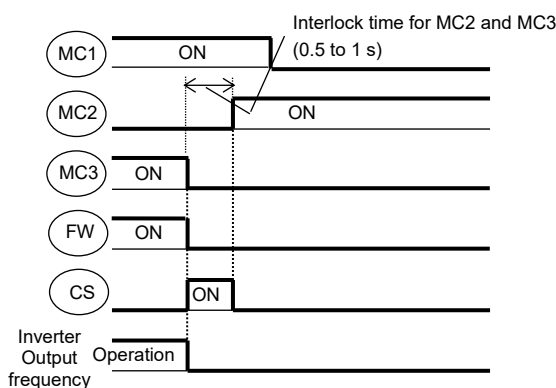 Interlock time for MC2 and MC3
(0.5 to 1 s)
MC1 ON
MC2 ON
MC3 ON
FW ON
CS ON
Inverter
Output Operation
frequency